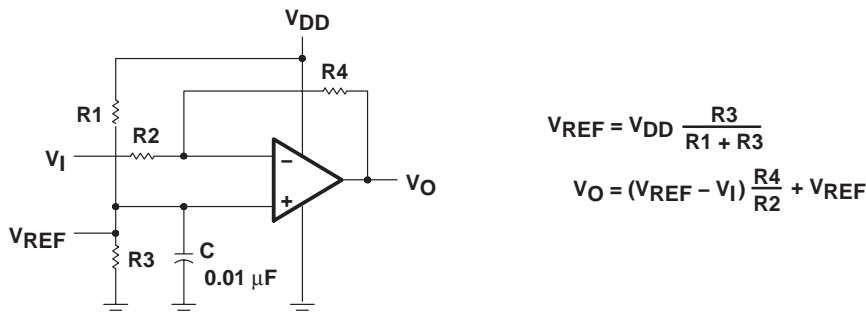 VDD
R4
R1
R2
VI
−
+
VO
VREF
R3
C
0.01 μF
VREF = VDD R3 / (R1 + R3)
VO = (VREF − VI) R4 / R2 + VREF